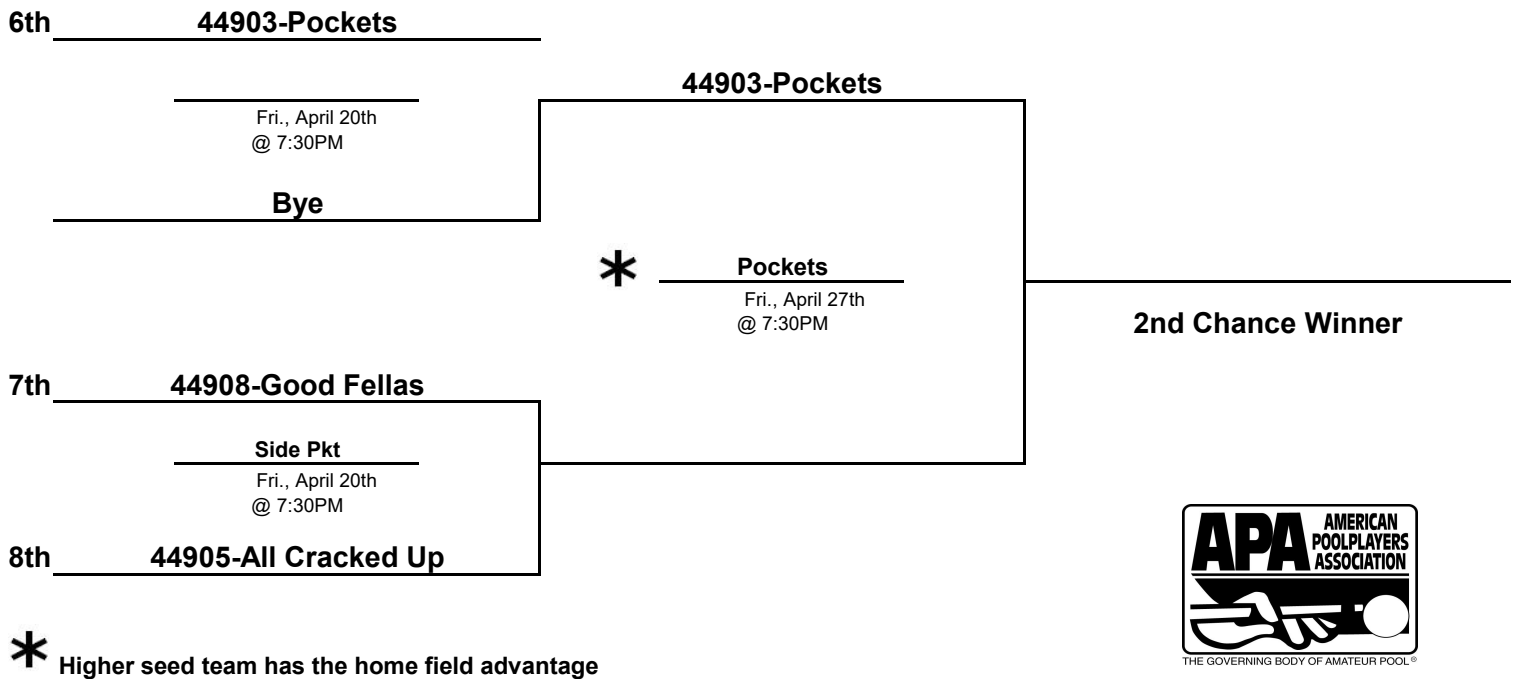 6th 44903-Pockets
44903-Pockets
Fri., April 20th
@ 7:30PM
Bye
* Pockets
Fri., April 27th
@ 7:30PM
2nd Chance Winner
7th 44908-Good Fellas
Side Pkt
Fri., April 20th
@ 7:30PM
8th 44905-All Cracked Up
* Higher seed team has the home field advantage
APA AMERICAN
POOLPLAYERS
ASSOCIATION
THE GOVERNING BODY OF AMATEUR POOL®